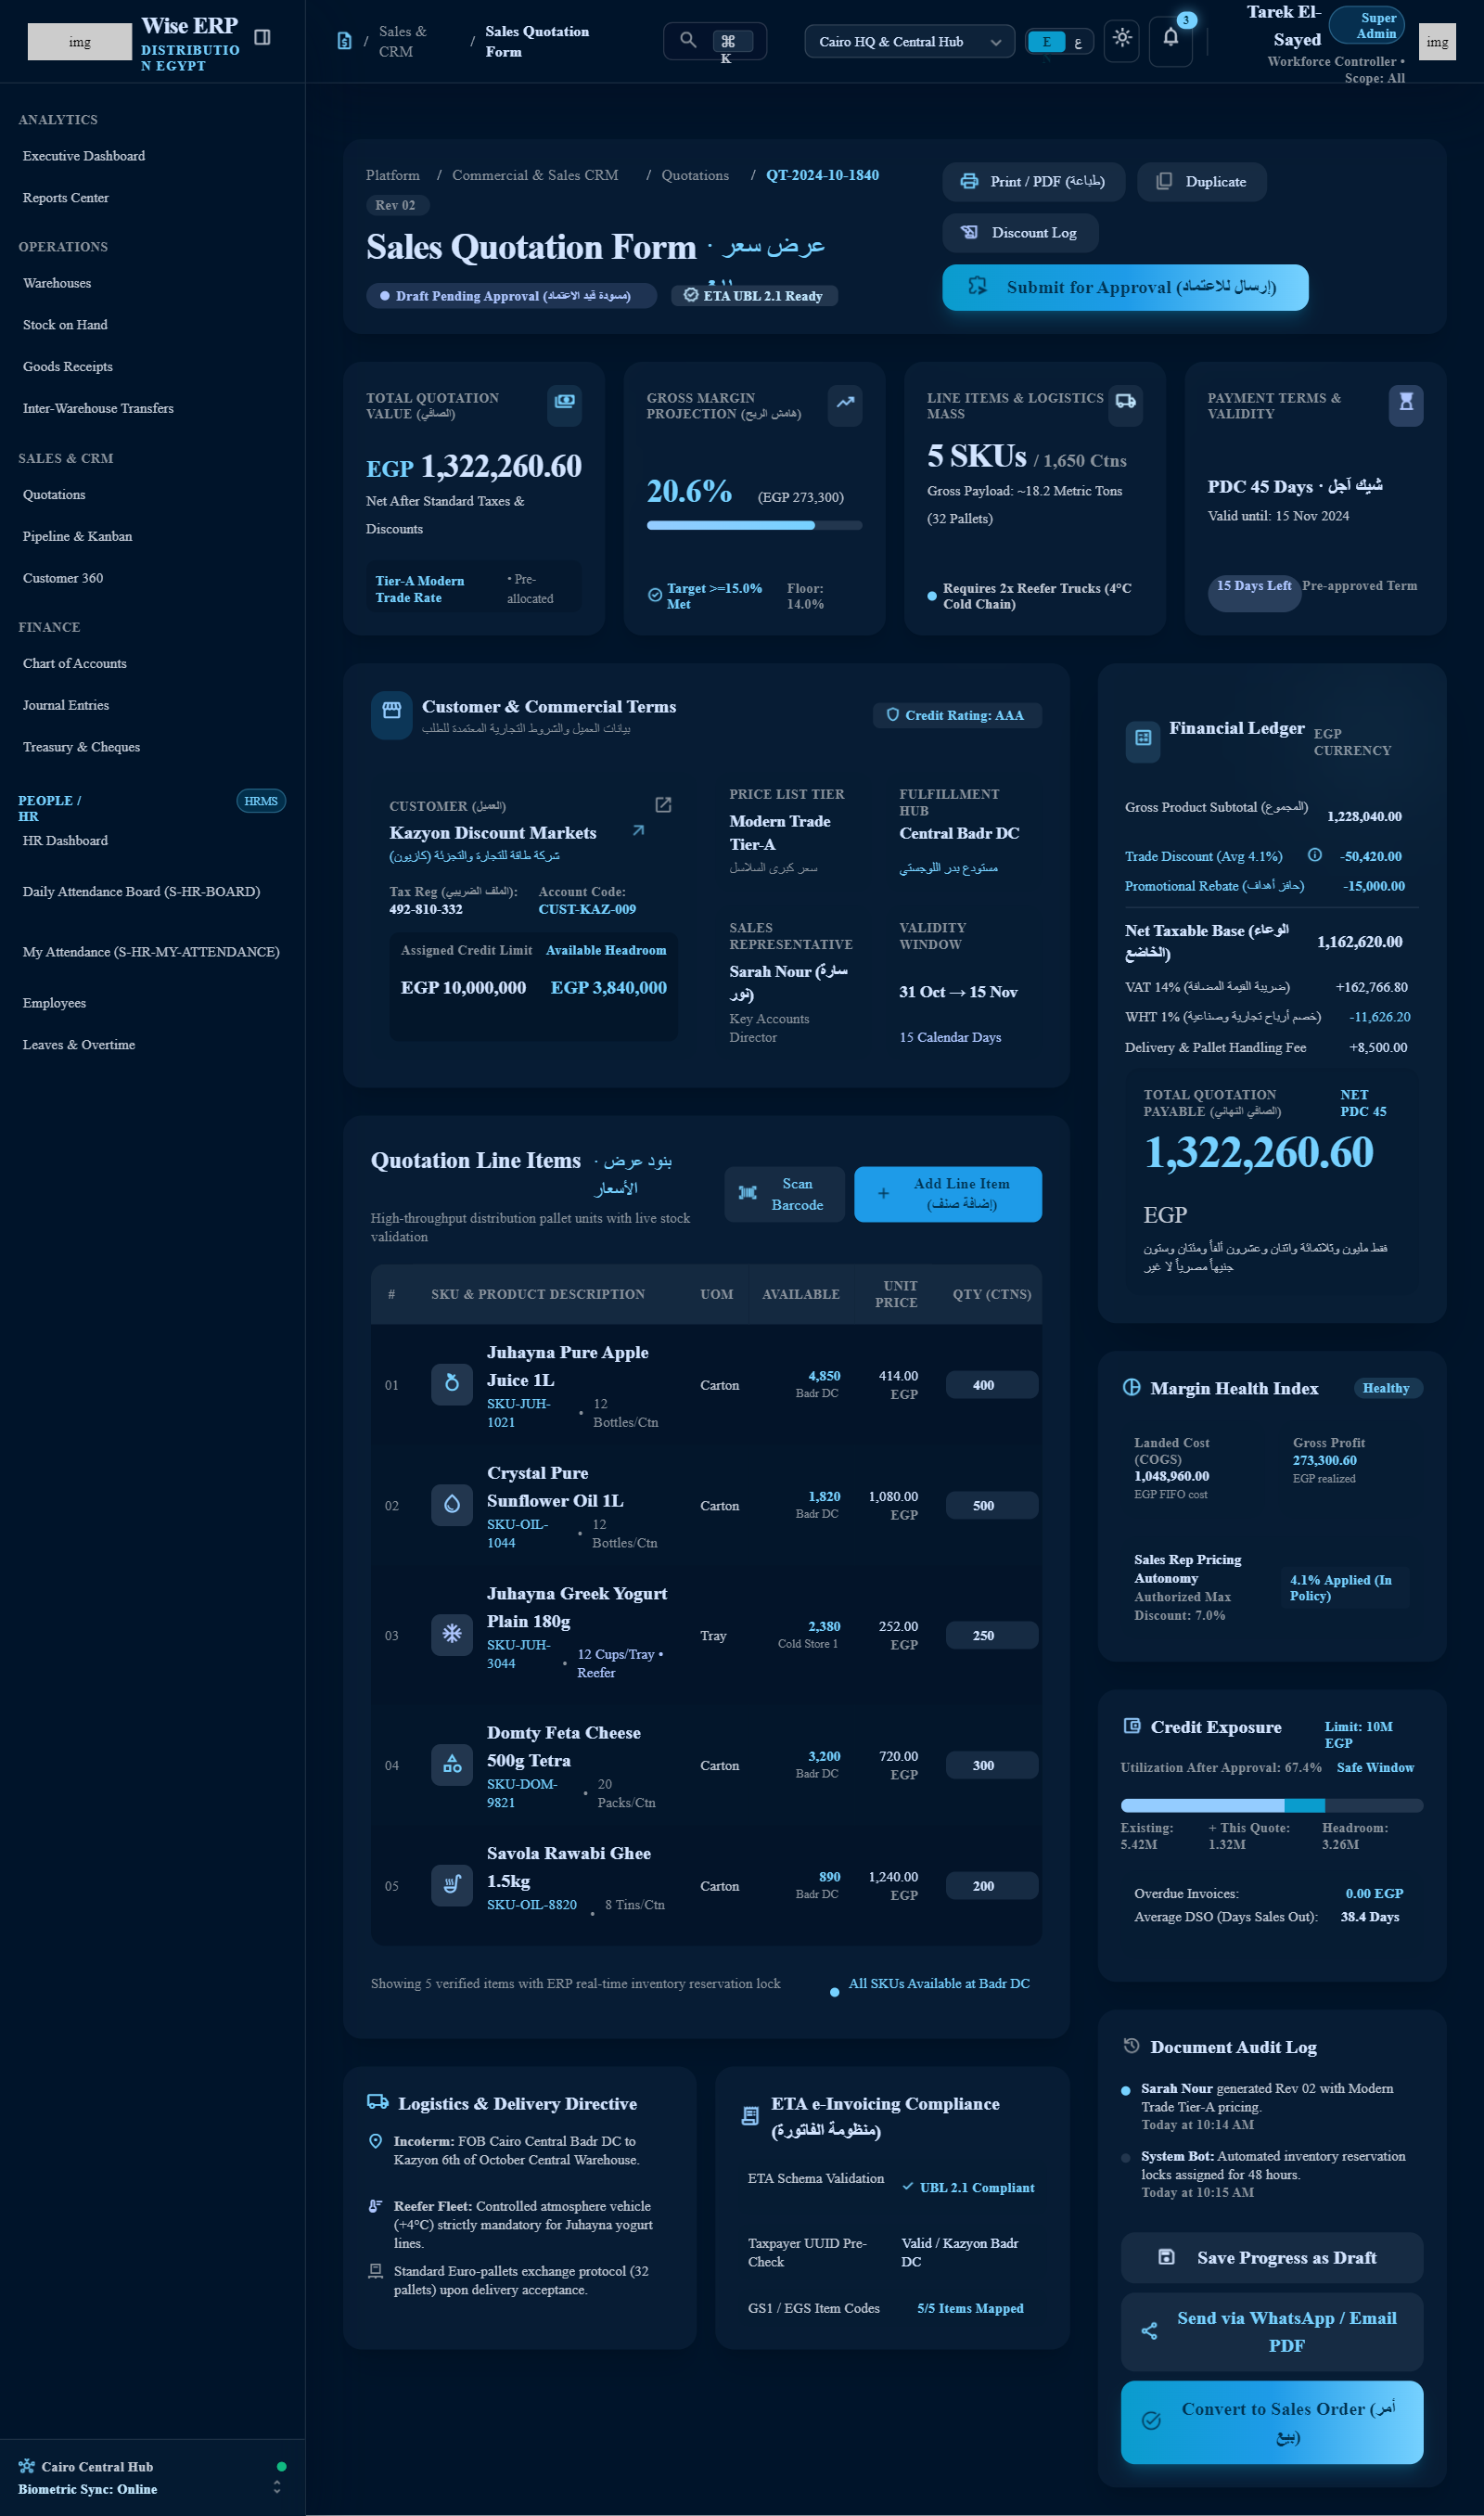 img
Wise ERP
DISTRIBUTIO
N EGYPT
/ Sales &
CRM
/ Sales Quotation
Form
⌘
K
Cairo HQ & Central Hub
E
ع
3
Tarek El-
Sayed
Super
Admin
Workforce Controller •
Scope: All
img
ANALYTICS
Executive Dashboard
Reports Center
OPERATIONS
Warehouses
Stock on Hand
Goods Receipts
Inter-Warehouse Transfers
SALES & CRM
Quotations
Pipeline & Kanban
Customer 360
FINANCE
Chart of Accounts
Journal Entries
Treasury & Cheques
PEOPLE /
HR
HRMS
HR Dashboard
Daily Attendance Board (S-HR-BOARD)
My Attendance (S-HR-MY-ATTENDANCE)
Employees
Leaves & Overtime
Cairo Central Hub
Biometric Sync: Online
Platform / Commercial & Sales CRM / Quotations / QT-2024-10-1840
Rev 02
Sales Quotation Form · عرض سعر
Draft Pending Approval (مسودة قيد الاعتماد)
ETA UBL 2.1 Ready
Print / PDF (طباعة)
Duplicate
Discount Log
Submit for Approval (إرسال للاعتماد)
TOTAL QUOTATION
VALUE (الصافي)
EGP 1,322,260.60
Net After Standard Taxes &
Discounts
Tier-A Modern
Trade Rate
• Pre-
allocated
GROSS MARGIN
PROJECTION (هامش الربح)
20.6% (EGP 273,300)
Target >=15.0%
Met
Floor:
14.0%
LINE ITEMS & LOGISTICS
MASS
5 SKUs / 1,650 Ctns
Gross Payload: ~18.2 Metric Tons
(32 Pallets)
Requires 2x Reefer Trucks (4°C
Cold Chain)
PAYMENT TERMS &
VALIDITY
PDC 45 Days · شيك آجل
Valid until: 15 Nov 2024
15 Days Left
Pre-approved Term
Customer & Commercial Terms
بيانات العميل والشروط التجارية المعتمدة للطلب
Credit Rating: AAA
CUSTOMER (العميل)
Kazyon Discount Markets
شركة طاقة للتجارة والتجزئة (كازيون)
Tax Reg (الملف الضريبي):
492-810-332
Account Code:
CUST-KAZ-009
Assigned Credit Limit
EGP 10,000,000
Available Headroom
EGP 3,840,000
PRICE LIST TIER
Modern Trade
Tier-A
سعر كبرى السلاسل
FULFILLMENT
HUB
Central Badr DC
مستودع بدر اللوجستي
SALES
REPRESENTATIVE
Sarah Nour (سارة
نور)
Key Accounts
Director
VALIDITY
WINDOW
31 Oct → 15 Nov
15 Calendar Days
Quotation Line Items · بنود عرض
الأسعار
High-throughput distribution pallet units with live stock
validation
Scan
Barcode
Add Line Item
(إضافة صنف)
# SKU & PRODUCT DESCRIPTION UOM AVAILABLE UNIT
PRICE QTY (CTNS)
01
Juhayna Pure Apple
Juice 1L
SKU-JUH-
1021
• 12
Bottles/Ctn
Carton
4,850
Badr DC
414.00
EGP
400
02
Crystal Pure
Sunflower Oil 1L
SKU-OIL-
1044
• 12
Bottles/Ctn
Carton
1,820
Badr DC
1,080.00
EGP
500
03
Juhayna Greek Yogurt
Plain 180g
SKU-JUH-
3044
• 12 Cups/Tray •
Reefer
Tray
2,380
Cold Store 1
252.00
EGP
250
04
Domty Feta Cheese
500g Tetra
SKU-DOM-
9821
• 20
Packs/Ctn
Carton
3,200
Badr DC
720.00
EGP
300
05
Savola Rawabi Ghee
1.5kg
SKU-OIL-8820 • 8 Tins/Ctn
Carton
890
Badr DC
1,240.00
EGP
200
Showing 5 verified items with ERP real-time inventory reservation lock
All SKUs Available at Badr DC
Logistics & Delivery Directive
Incoterm: FOB Cairo Central Badr DC to
Kazyon 6th of October Central Warehouse.
Reefer Fleet: Controlled atmosphere vehicle
(+4°C) strictly mandatory for Juhayna yogurt
lines.
Standard Euro-pallets exchange protocol (32
pallets) upon delivery acceptance.
ETA e-Invoicing Compliance
(منظومة الفاتورة)
ETA Schema Validation
UBL 2.1 Compliant
Taxpayer UUID Pre-
Check
Valid / Kazyon Badr
DC
GS1 / EGS Item Codes
5/5 Items Mapped
Financial Ledger
EGP
CURRENCY
Gross Product Subtotal (المجموع)
1,228,040.00
Trade Discount (Avg 4.1%)
-50,420.00
Promotional Rebate (حافز أهداف)
-15,000.00
Net Taxable Base (الوعاء
الخاضع)
1,162,620.00
VAT 14% (ضريبة القيمة المضافة)
+162,766.80
WHT 1% (خصم أرباح تجارية وصناعية)
-11,626.20
Delivery & Pallet Handling Fee
+8,500.00
TOTAL QUOTATION
PAYABLE (الصافي النهائي)
NET
PDC 45
1,322,260.60
EGP
فقط مليون وثلاثمائة واثنان وعشرون ألفاً ومئتان وستون
جنيهاً مصرياً لا غير
Margin Health Index
Healthy
Landed Cost
(COGS)
1,048,960.00
EGP FIFO cost
Gross Profit
273,300.60
EGP realized
Sales Rep Pricing
Autonomy
Authorized Max
Discount: 7.0%
4.1% Applied (In
Policy)
Credit Exposure
Limit: 10M
EGP
Utilization After Approval: 67.4%
Safe Window
Existing:
5.42M
+ This Quote:
1.32M
Headroom:
3.26M
Overdue Invoices:
0.00 EGP
Average DSO (Days Sales Out):
38.4 Days
Document Audit Log
Sarah Nour generated Rev 02 with Modern
Trade Tier-A pricing.
Today at 10:14 AM
System Bot: Automated inventory reservation
locks assigned for 48 hours.
Today at 10:15 AM
Save Progress as Draft
Send via WhatsApp / Email
PDF
Convert to Sales Order (أمر
بيع)